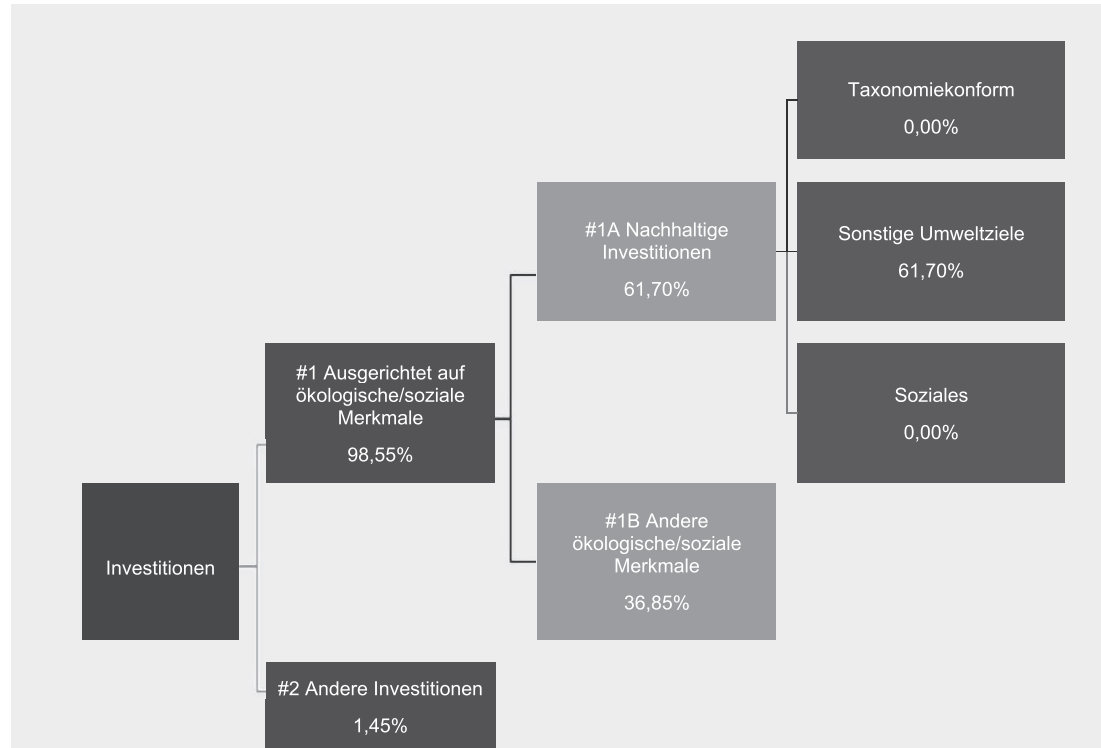 Taxonomiekonform
0,00%
#1A Nachhaltige
Investitionen
61,70%
Sonstige Umweltziele
61,70%
#1 Ausgerichtet auf
ökologische/soziale
Merkmale
98,55%
Soziales
0,00%
Investitionen
#1B Andere
ökologische/soziale
Merkmale
36,85%
#2 Andere Investitionen
1,45%